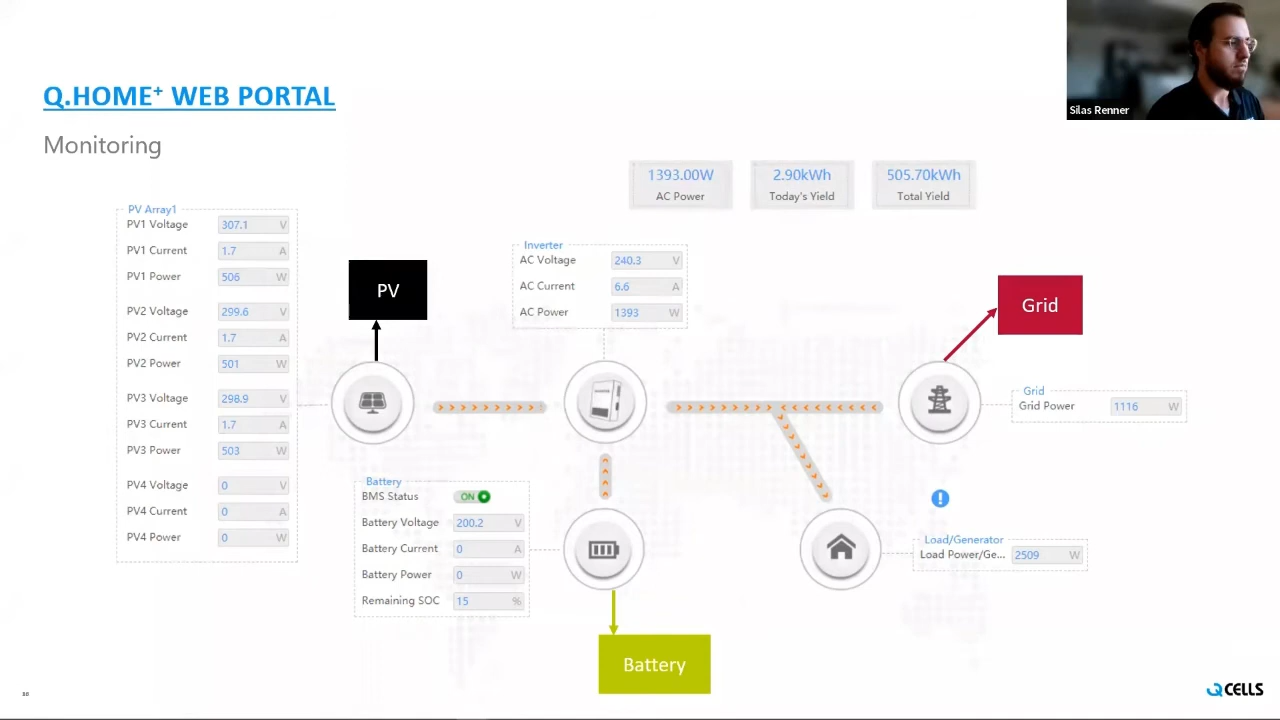 Silas Renner
Q.HOME⁺ WEB PORTAL
Monitoring
1393.00W
AC Power
2.90kWh
Today's Yield
505.70kWh
Total Yield
PV Array1
PV1 Voltage 307.1 V
PV1 Current 1.7 A
PV1 Power 506 W
PV2 Voltage 299.6 V
PV2 Current 1.7 A
PV2 Power 501 W
PV3 Voltage 298.9 V
PV3 Current 1.7 A
PV3 Power 503 W
PV4 Voltage 0 V
PV4 Current 0 A
PV4 Power 0 W
PV
Inverter
AC Voltage 240.3 V
AC Current 6.6 A
AC Power 1393 W
Grid
Grid
Grid Power 1116 W
Battery
BMS Status ON
Battery Voltage 200.2 V
Battery Current 0 A
Battery Power 0 W
Remaining SOC 15 %
Load/Generator
Load Power/Ge... 2509 W
Battery
10
QCELLS